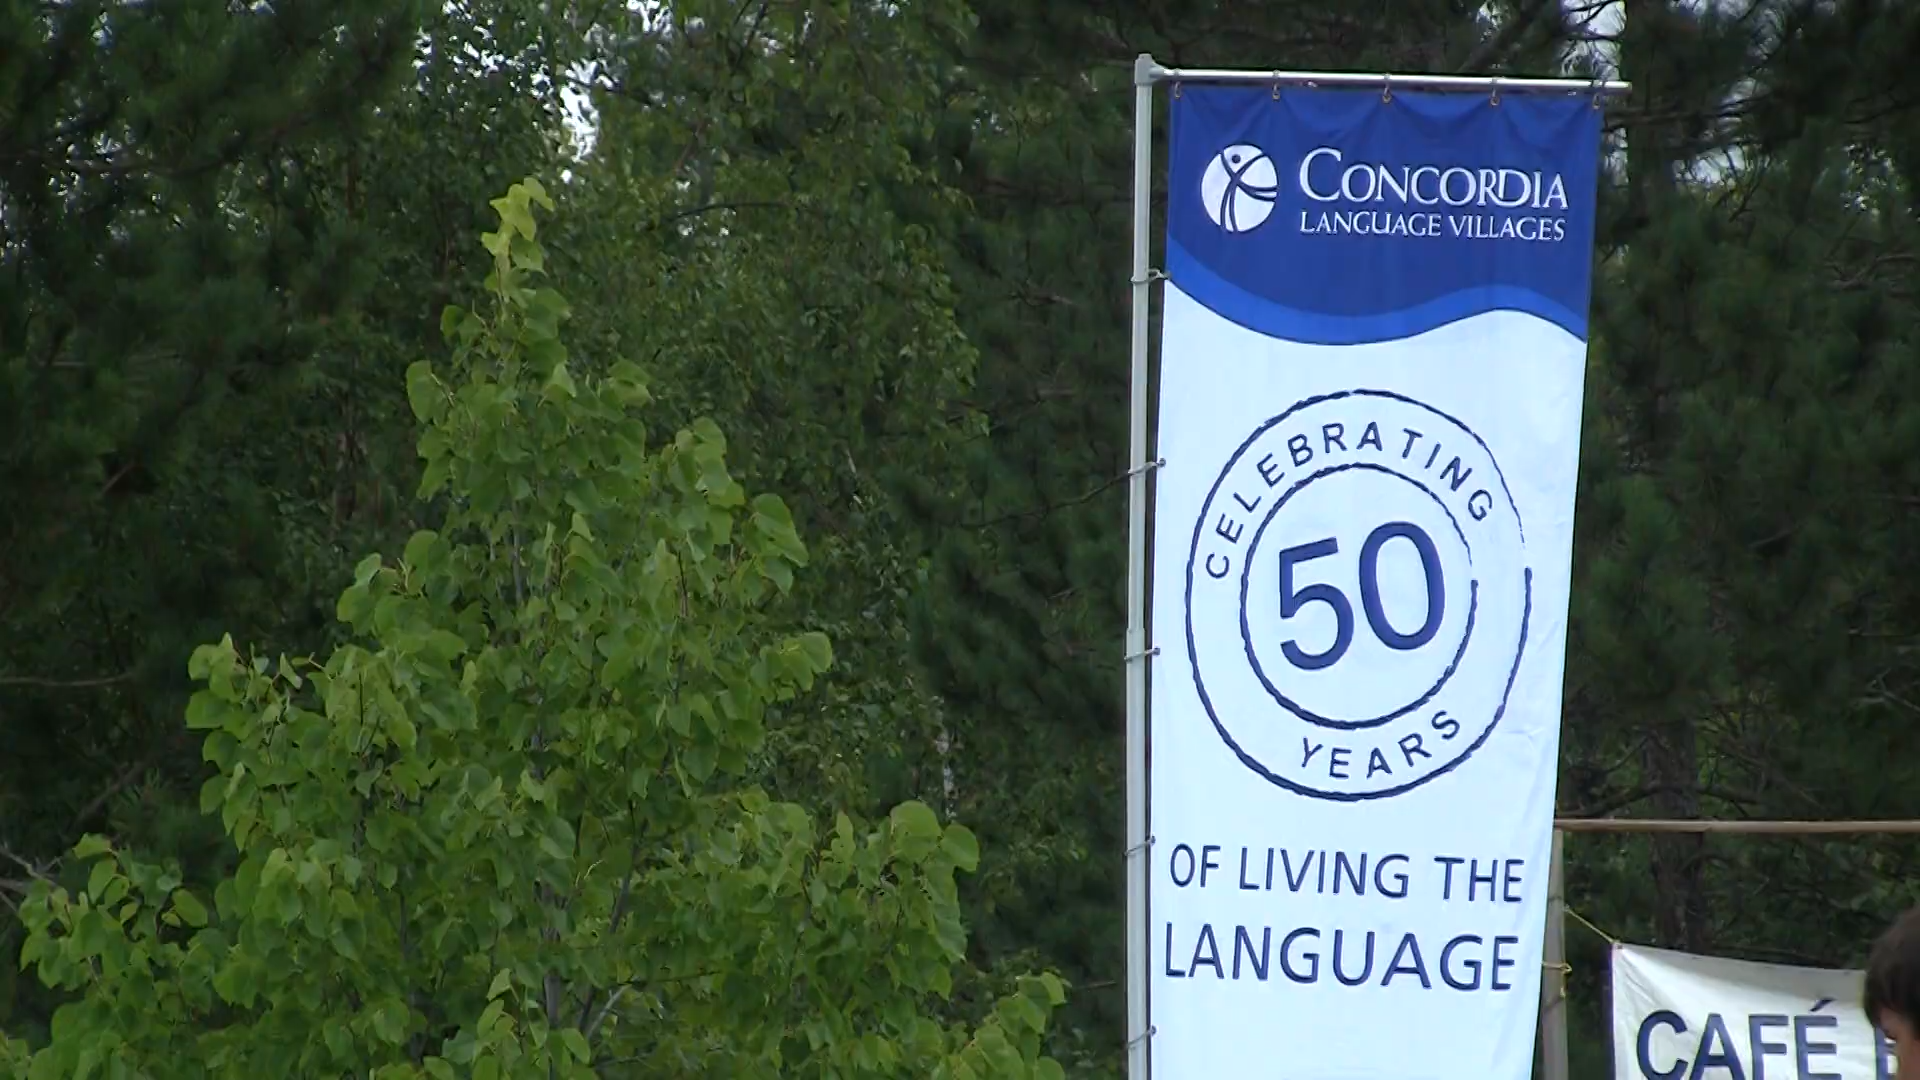 CONCORDIA
LANGUAGE VILLAGES
CELEBRATING
50
YEARS
OF LIVING THE
LANGUAGE
CAFÉ